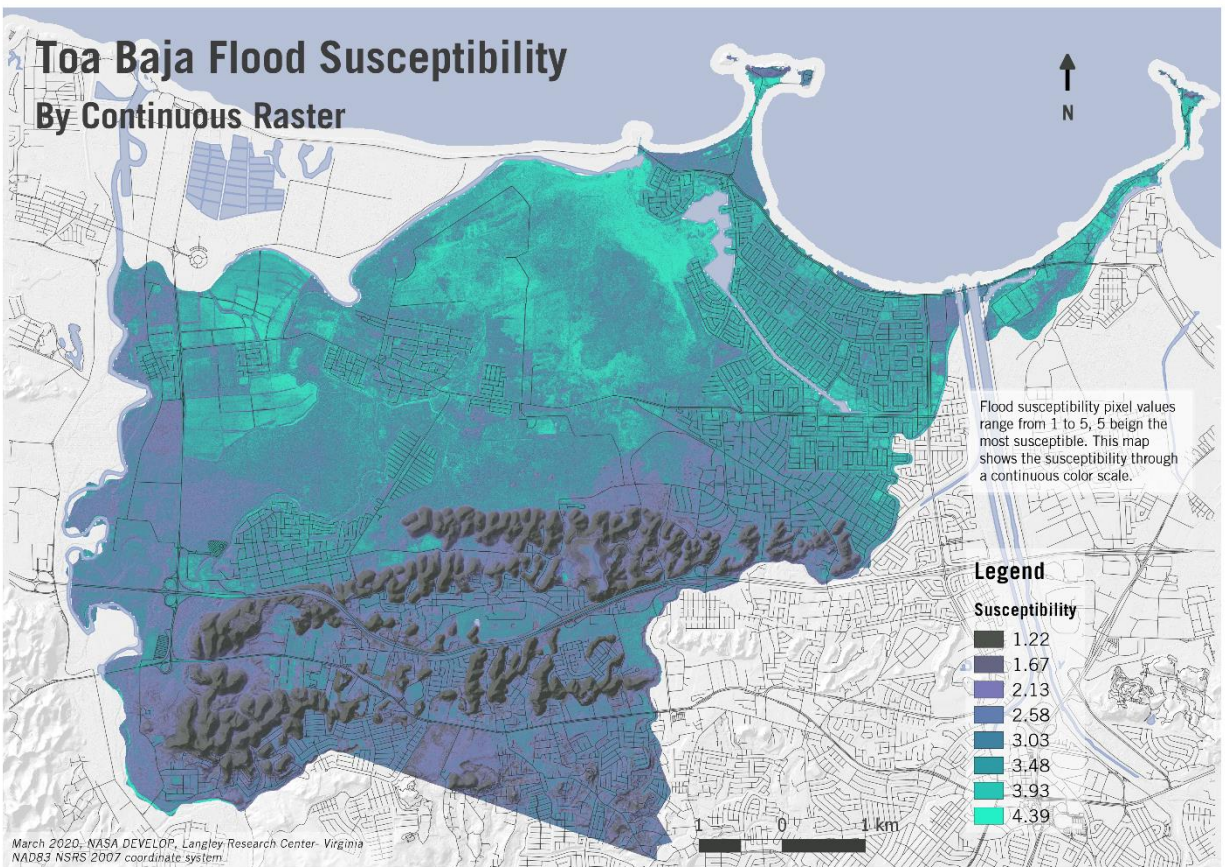 Toa Baja Flood Susceptibility
By Continuous Raster
N
Flood susceptibility pixel values
range from 1 to 5, 5 beign the
most susceptible. This map
shows the susceptibility through
a continuous color scale.
Legend
Susceptibility
1.22
1.67
2.13
2.58
3.03
3.48
3.93
4.39
1 0 1 km
March 2020, NASA DEVELOP, Langley Research Center- Virginia
NAD83 NSRS 2007 coordinate system